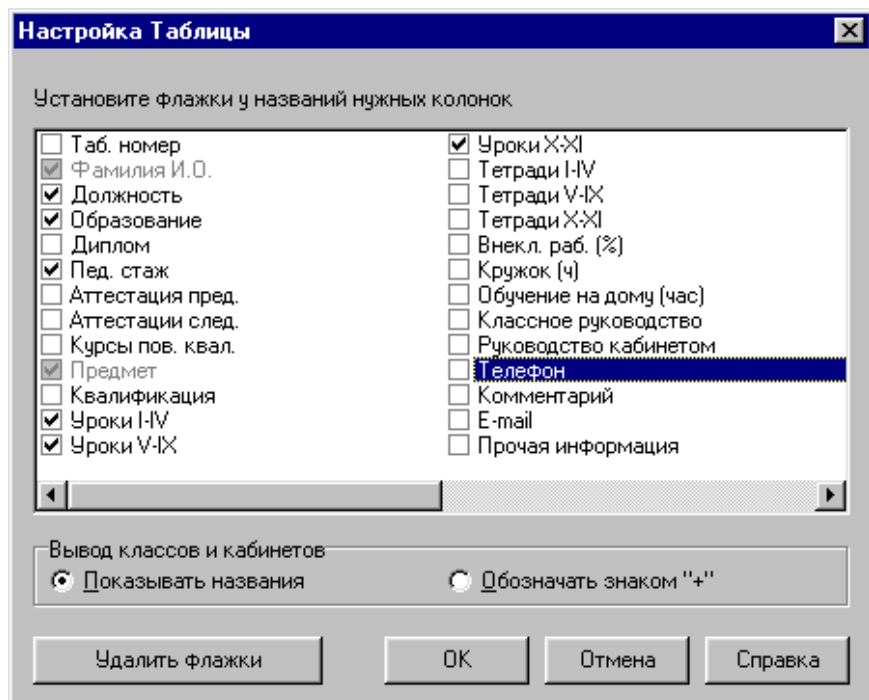 Настройка Таблицы
Установите флажки у названий нужных колонок
Таб. номер
Фамилия И.О.
Должность
Образование
Диплом
Пед. стаж
Аттестация пред.
Аттестации след.
Курсы пов. квал.
Предмет
Квалификация
Уроки I-IV
Уроки V-IX
Уроки X-XI
Тетради I-IV
Тетради V-IX
Тетради X-XI
Внекл. раб. (%)
Кружок (ч)
Обучение на дому (час)
Классное руководство
Руководство кабинетом
Телефон
Комментарий
E-mail
Прочая информация
Вывод классов и кабинетов
Показывать названия
Обозначать знаком "+"
Удалить флажки
OK
Отмена
Справка